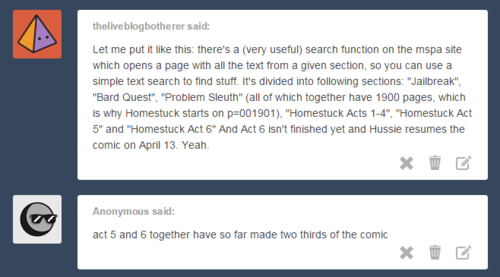 theliveblogbotherer said:
Let me put it like this: there's a (very useful) search function on the mspa site
which opens a page with all the text from a given section, so you can use a
simple text search to find stuff. It's divided into following sections: "Jailbreak",
"Bard Quest", "Problem Sleuth" (all of which together have 1900 pages, which
is why Homestuck starts on p=001901), "Homestuck Acts 1-4", "Homestuck Act
5" and "Homestuck Act 6" And Act 6 isn't finished yet and Hussie resumes the
comic on April 13. Yeah.
Anonymous said:
act 5 and 6 together have so far made two thirds of the comic